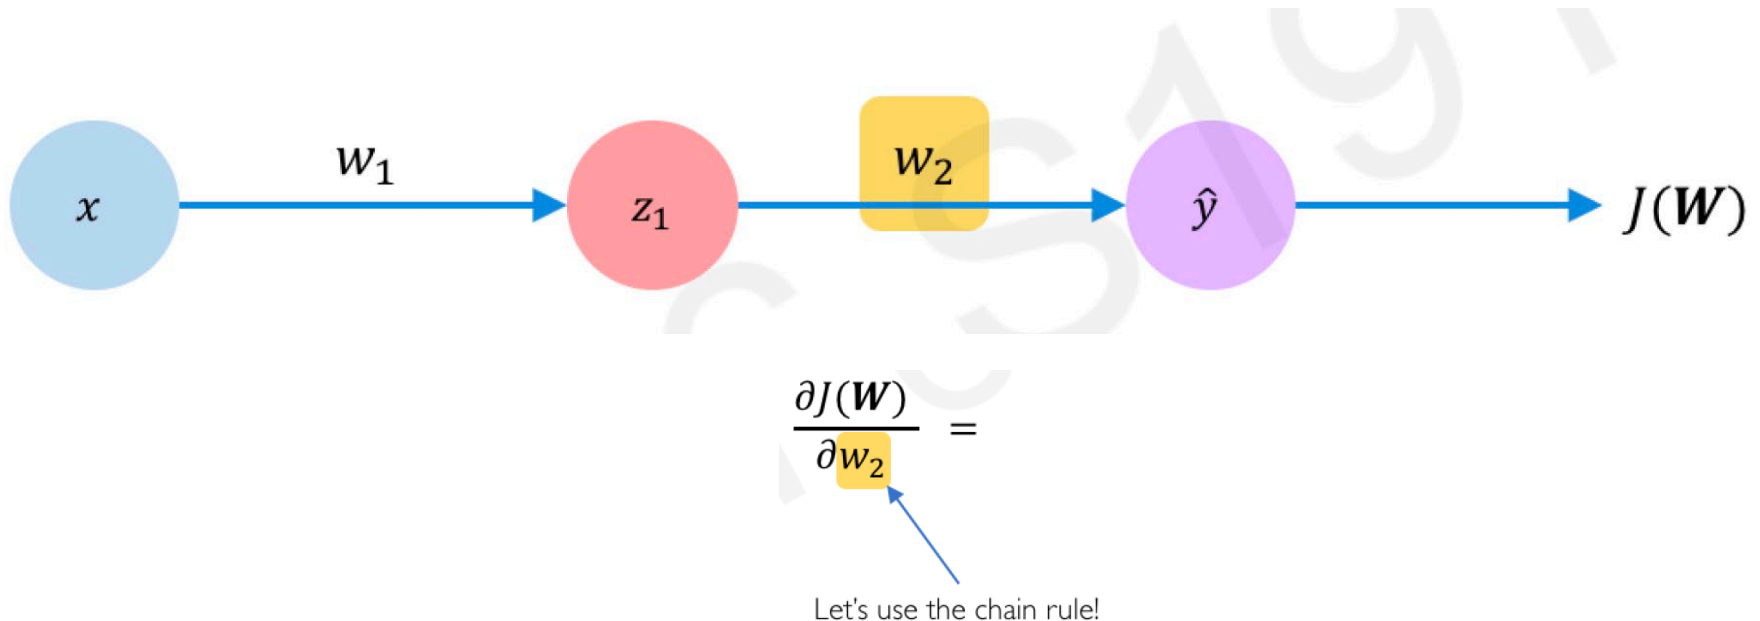 x w₁ z₁ w₂ ŷ J(W)
∂J(W)/∂w₂ =
Let's use the chain rule!